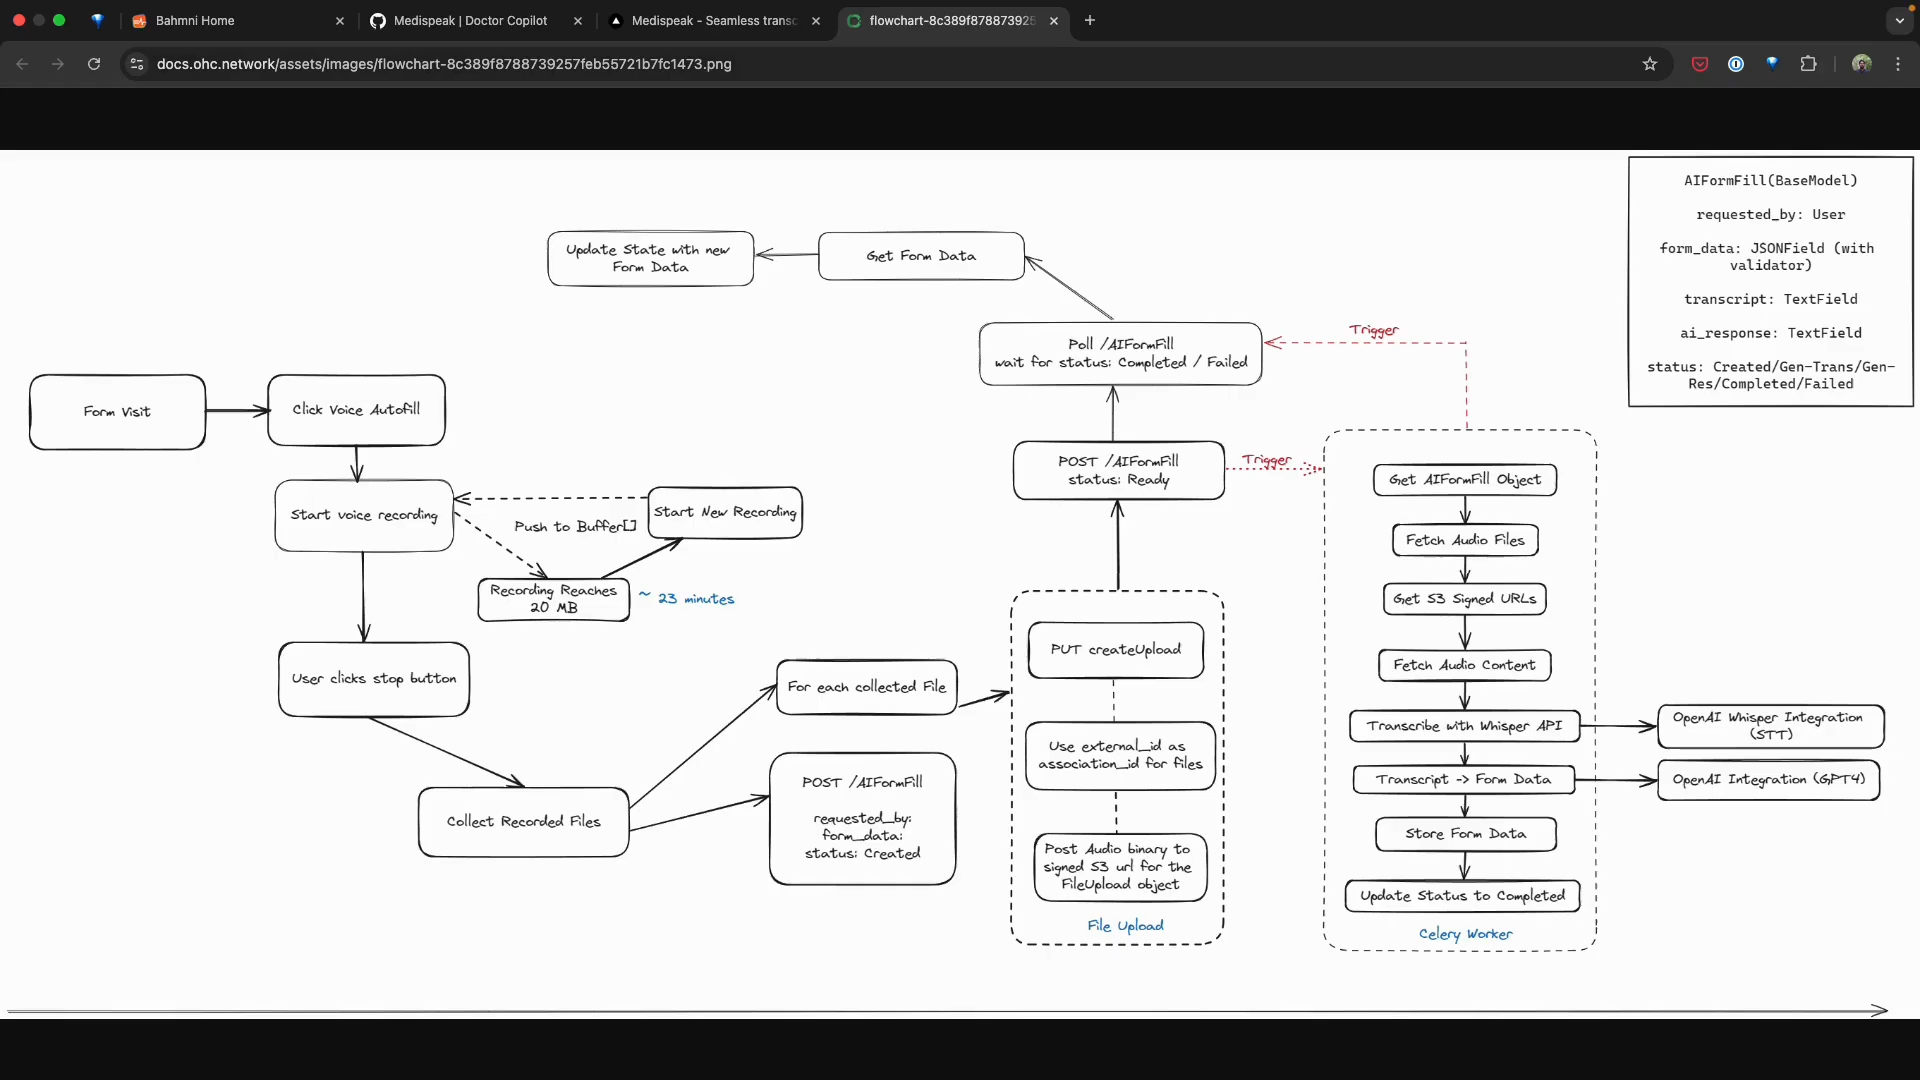 Bahmni Home
Medispeak | Doctor Copilot
Medispeak - Seamless transc
flowchart-8c389f878873925
docs.ohc.network/assets/images/flowchart-8c389f8788739257feb55721b7fc1473.png
AIFormFill(BaseModel)
requested_by: User
form_data: JSONField (with
validator)
transcript: TextField
ai_response: TextField
status: Created/Gen-Trans/Gen-
Res/Completed/Failed
Update State with new
Form Data
Get Form Data
Poll /AIFormFill
wait for status: Completed / Failed
Trigger
Form Visit
Click Voice Autofill
POST /AIFormFill
status: Ready
Trigger
Start voice recording
Push to Buffer[]
Start New Recording
Recording Reaches
20 MB
~ 23 minutes
User clicks stop button
For each collected File
Collect Recorded Files
POST /AIFormFill
requested_by:
form_data:
status: Created
PUT createUpload
Use external_id as
association_id for files
Post Audio binary to
signed S3 url for the
FileUpload object
File Upload
Get AIFormFill Object
Fetch Audio Files
Get S3 Signed URLs
Fetch Audio Content
Transcribe with Whisper API
Transcript -> Form Data
Store Form Data
Update Status to Completed
Celery Worker
OpenAI Whisper Integration
(STT)
OpenAI Integration (GPT4)